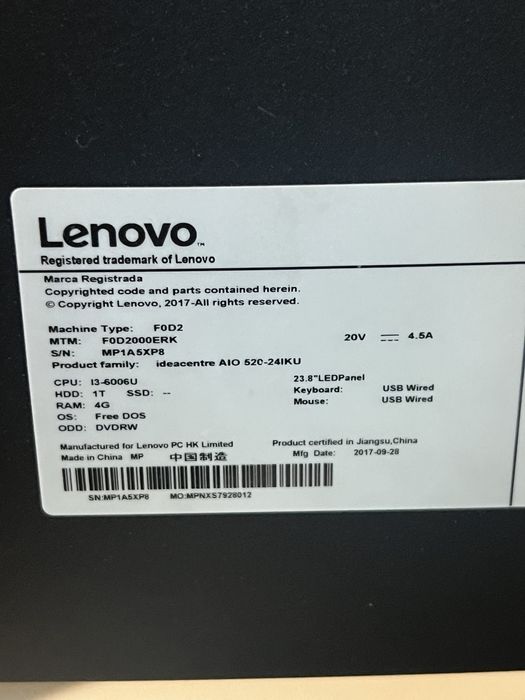 Lenovo™
Registered trademark of Lenovo
Marca Registrada
Copyrighted code and parts contained herein.
© Copyright Lenovo, 2017-All rights reserved.
Machine Type: F0D2
MTM: F0D2000ERK
20V ⎓ 4.5A
S/N: MP1A5XP8
Product family: ideacentre AIO 520-24IKU
CPU: I3-6006U
23.8"LEDPanel
HDD: 1T SSD: --
Keyboard: USB Wired
RAM: 4G
Mouse: USB Wired
OS: Free DOS
ODD: DVDRW
Manufactured for Lenovo PC HK Limited
Product certified in Jiangsu,China
Made in China MP 中国制造
Mfg Date: 2017-09-28
SN:MP1A5XP8 MO:MPNXS7928012